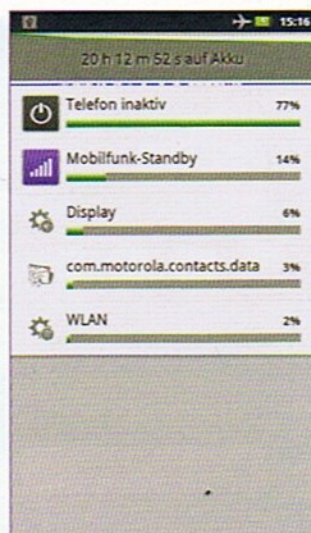 15:16
20 h 12 m 52 s auf Akku
Telefon inaktiv 77%
Mobilfunk-Standby 14%
Display 6%
com.motorola.contacts.data 3%
WLAN 2%